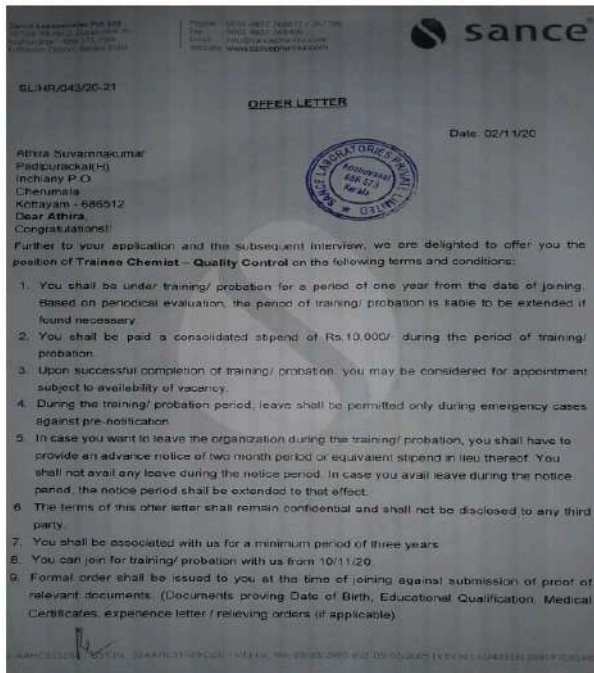 sance
Website www.sancepharma.com
SL/HR/043/20-21
OFFER LETTER
Date. 02/11/20
SANCE LABORATORIES PRIVATE LIMITED
686 573
Kerala
Athira Suvarnnakumar
Padipurackal(H)
Inchiany P.O.
Cherumala
Kottayam - 686512
Dear Athira,
Congratulations!!
Further to your application and the subsequent interview, we are delighted to offer you the
position of Trainee Chemist – Quality Control on the following terms and conditions:
1. You shall be under training/ probation for a period of one year from the date of joining.
Based on periodical evaluation, the period of training/ probation is liable to be extended if
found necessary.
2. You shall be paid a consolidated stipend of Rs.10,000/- during the period of training/
probation.
3. Upon successful completion of training/ probation, you may be considered for appointment
subject to availability of vacancy.
4. During the training/ probation period, leave shall be permitted only during emergency cases
against pre-notification
5. In case you want to leave the organization during the training/ probation, you shall have to
provide an advance notice of two month period or equivalent stipend in lieu thereof. You
shall not avail any leave during the notice period. In case you avail leave during the notice
period, the notice period shall be extended to that effect.
6. The terms of this offer letter shall remain confidential and shall not be disclosed to any third
party.
7. You shall be associated with us for a minimum period of three years
8. You can join for training/ probation with us from 10/11/20.
9. Formal order shall be issued to you at the time of joining against submission of proof of
relevant documents. (Documents proving Date of Birth, Educational Qualification, Medical
Certificates, experience letter / relieving orders (if applicable)